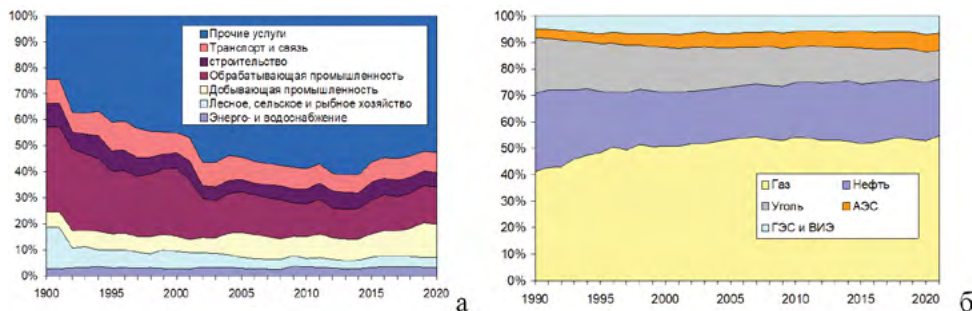 100%
90%
80%
70%
60%
50%
40%
30%
20%
10%
0%
1900
1995
2000
2005
2010
2015
2020
Прочие услуги
Транспорт и связь
строительство
Обрабатывающая промышленность
Добывающая промышленность
Лесное, сельское и рыбное хозяйство
Энерго- и водоснабжение
а
100%
90%
80%
70%
60%
50%
40%
30%
20%
10%
0%
1990
1995
2000
2005
2010
2015
2020
Газ
Нефть
Уголь
АЭС
ГЭС и ВИЭ
б